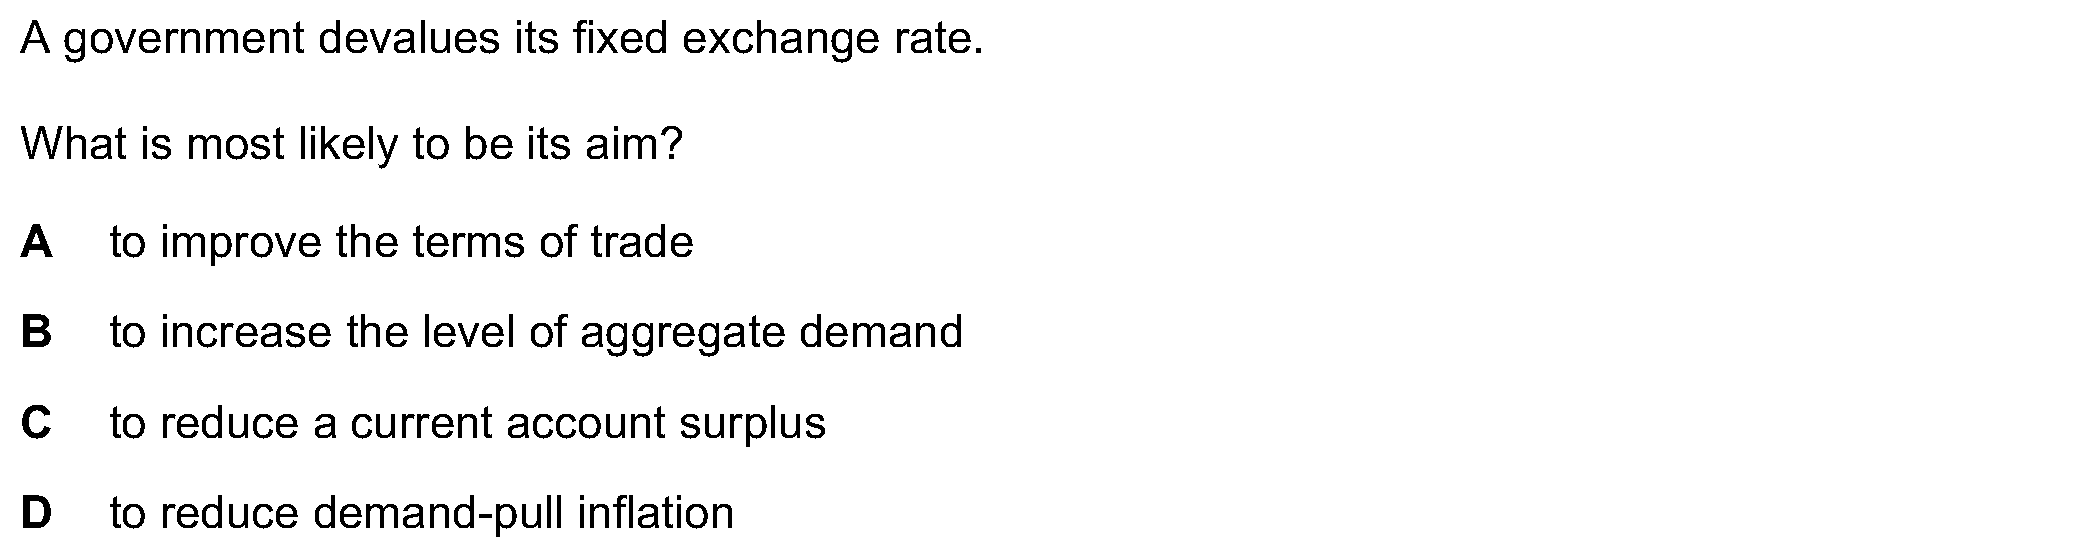 A government devalues its fixed exchange rate.
What is most likely to be its aim?
A to improve the terms of trade
B to increase the level of aggregate demand
C to reduce a current account surplus
D to reduce demand-pull inflation